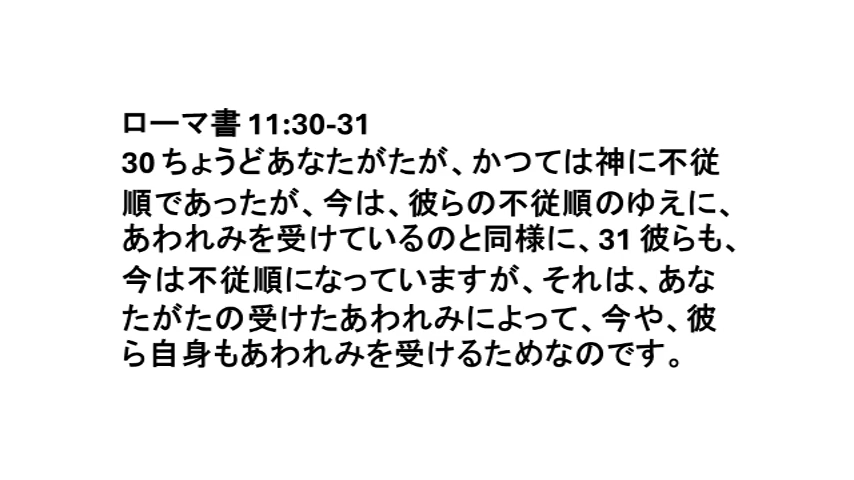 ローマ書 11:30-31
30 ちょうどあなたがたが、かつては神に不従
順であったが、今は、彼らの不従順のゆえに、
あわれみを受けているのと同様に、31 彼らも、
今は不従順になっていますが、それは、あな
たがたの受けたあわれみによって、今や、彼
ら自身もあわれみを受けるためなのです。